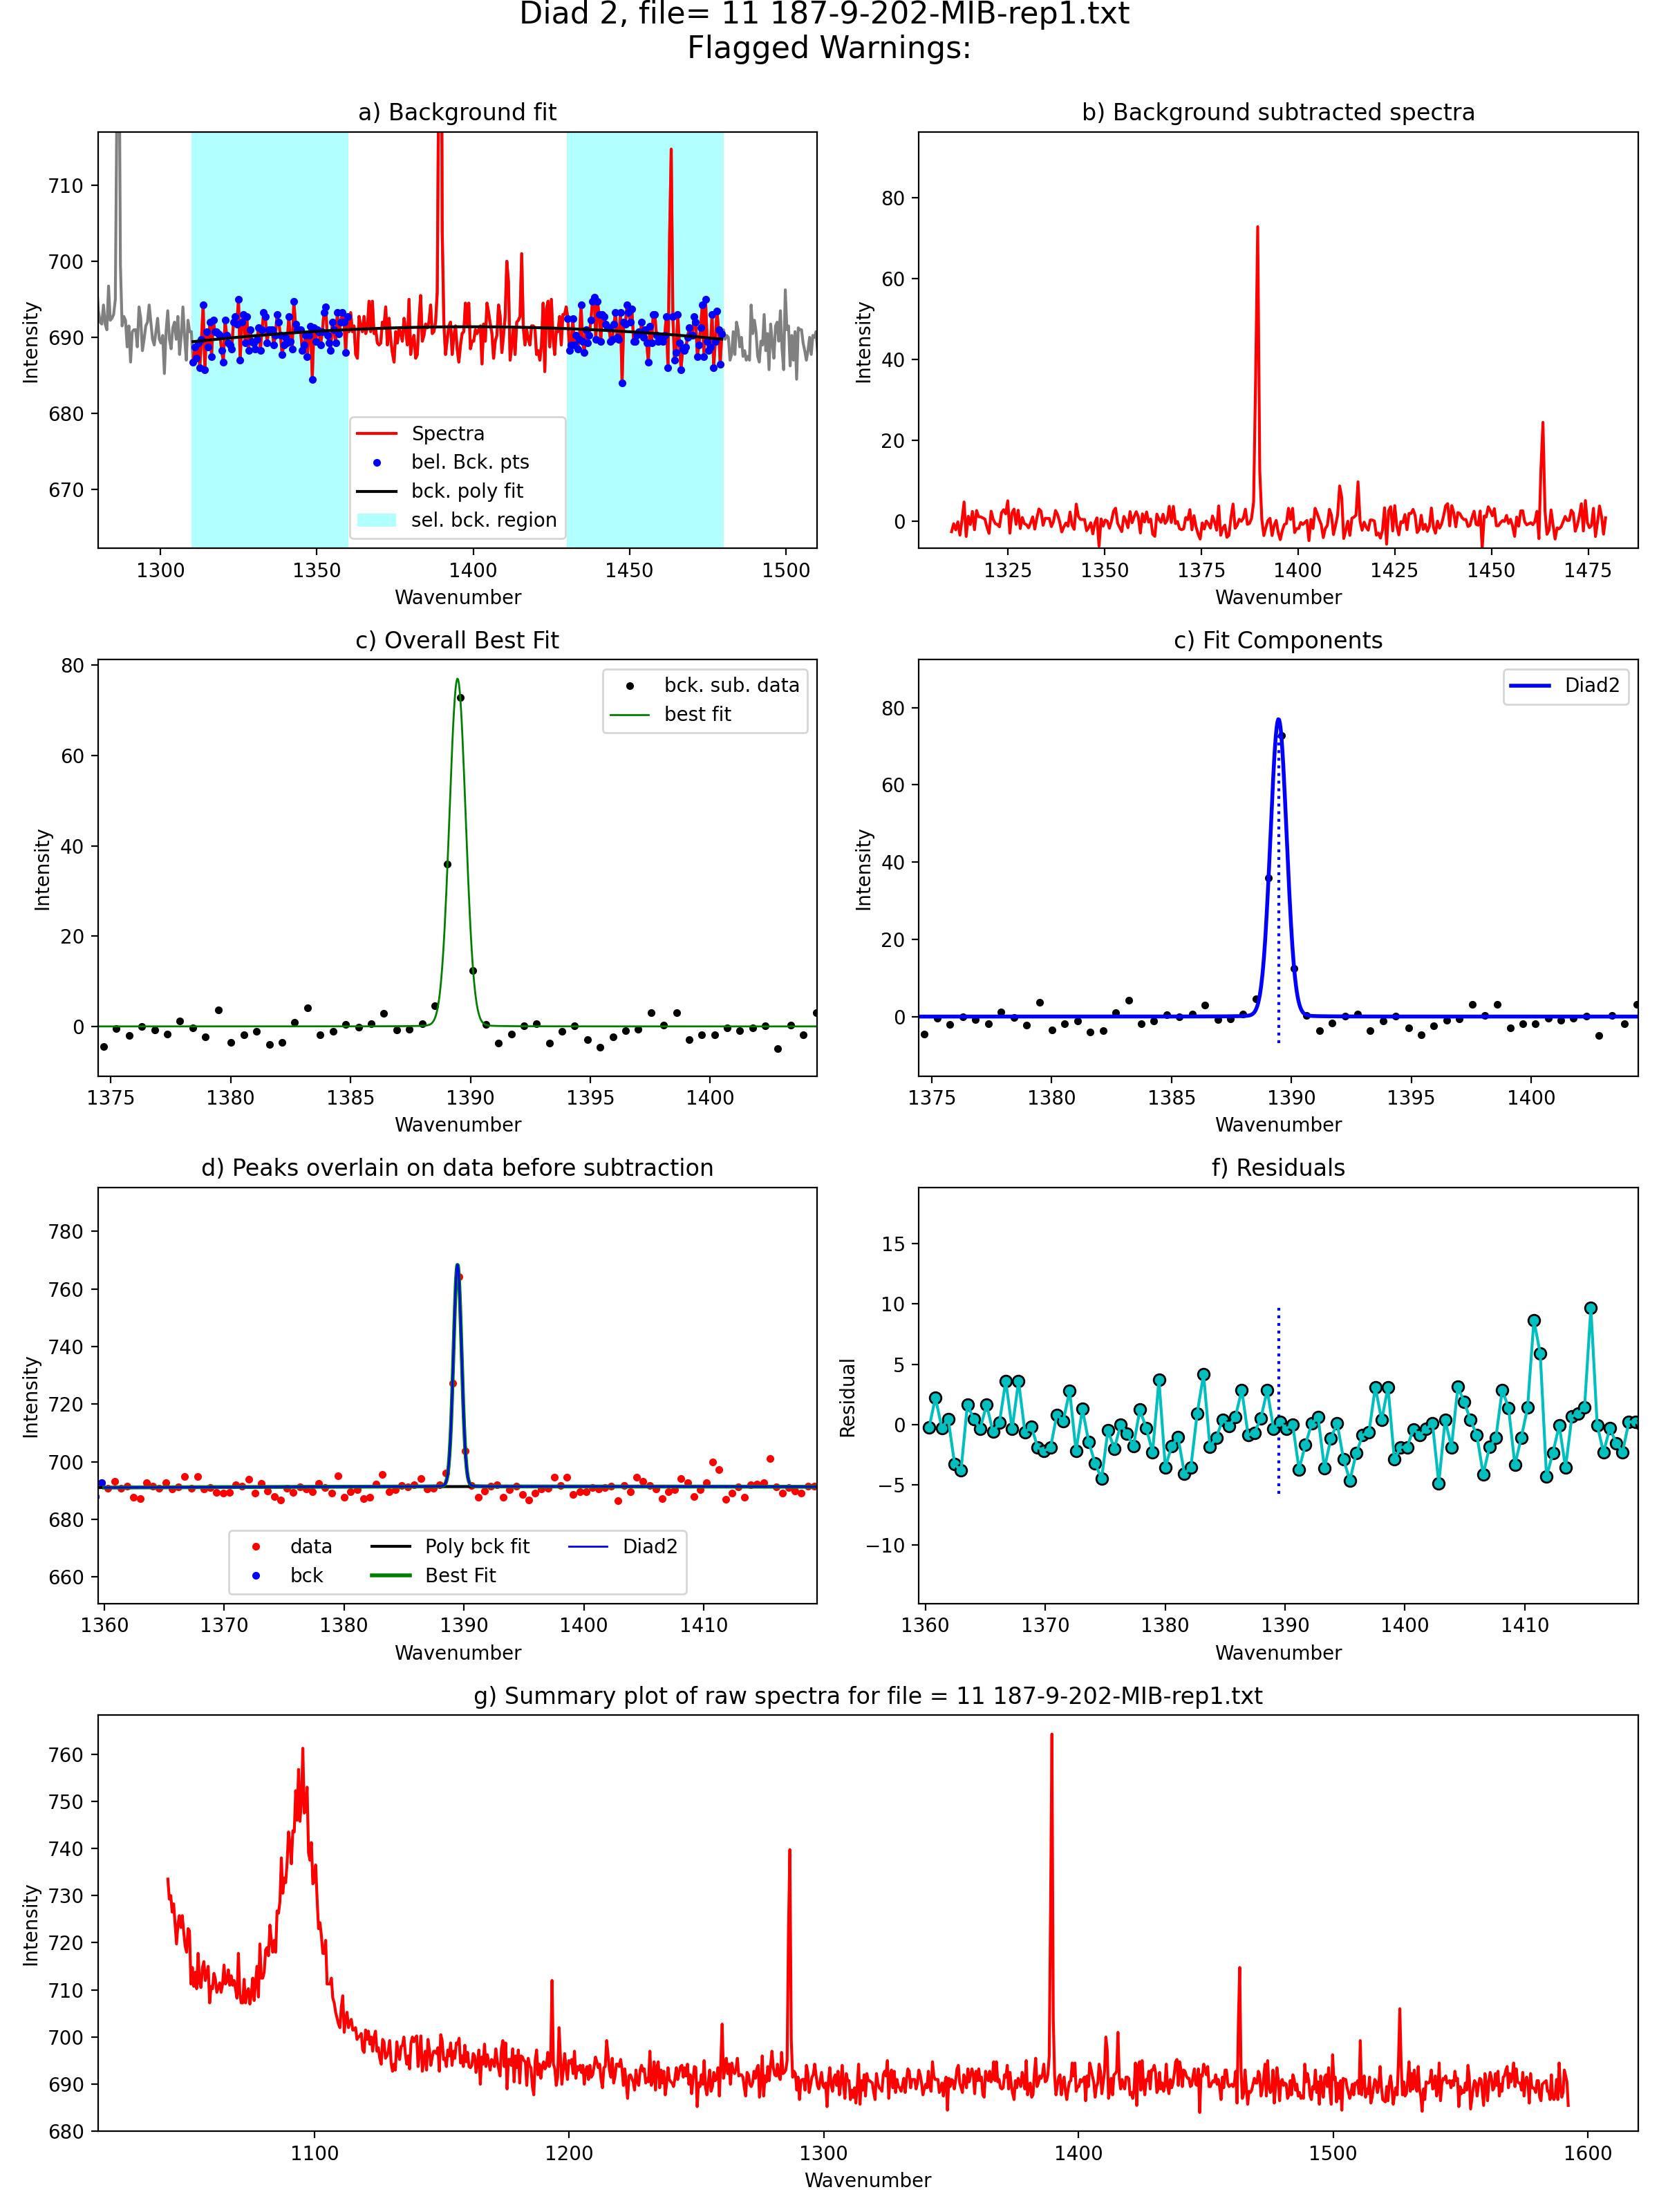 Diad 2, file= 11 187-9-202-MIB-rep1.txt
Flagged Warnings:
a) Background fit
710
700
690
680
670
Intensity
Spectra
bel. Bck. pts
bck. poly fit
sel. bck. region
1300 1350 1400 1450 1500
Wavenumber
b) Background subtracted spectra
80
60
40
20
0
Intensity
1325 1350 1375 1400 1425 1450 1475
Wavenumber
c) Overall Best Fit
80
60
40
20
0
Intensity
bck. sub. data
best fit
1375 1380 1385 1390 1395 1400
Wavenumber
c) Fit Components
80
60
40
20
0
Intensity
Diad2
1375 1380 1385 1390 1395 1400
Wavenumber
d) Peaks overlain on data before subtraction
780
760
740
720
700
680
660
Intensity
data
bck
Poly bck fit
Best Fit
Diad2
1360 1370 1380 1390 1400 1410
Wavenumber
f) Residuals
15
10
5
0
−5
−10
Residual
1360 1370 1380 1390 1400 1410
Wavenumber
g) Summary plot of raw spectra for file = 11 187-9-202-MIB-rep1.txt
760
750
740
730
720
710
700
690
680
Intensity
1100 1200 1300 1400 1500 1600
Wavenumber